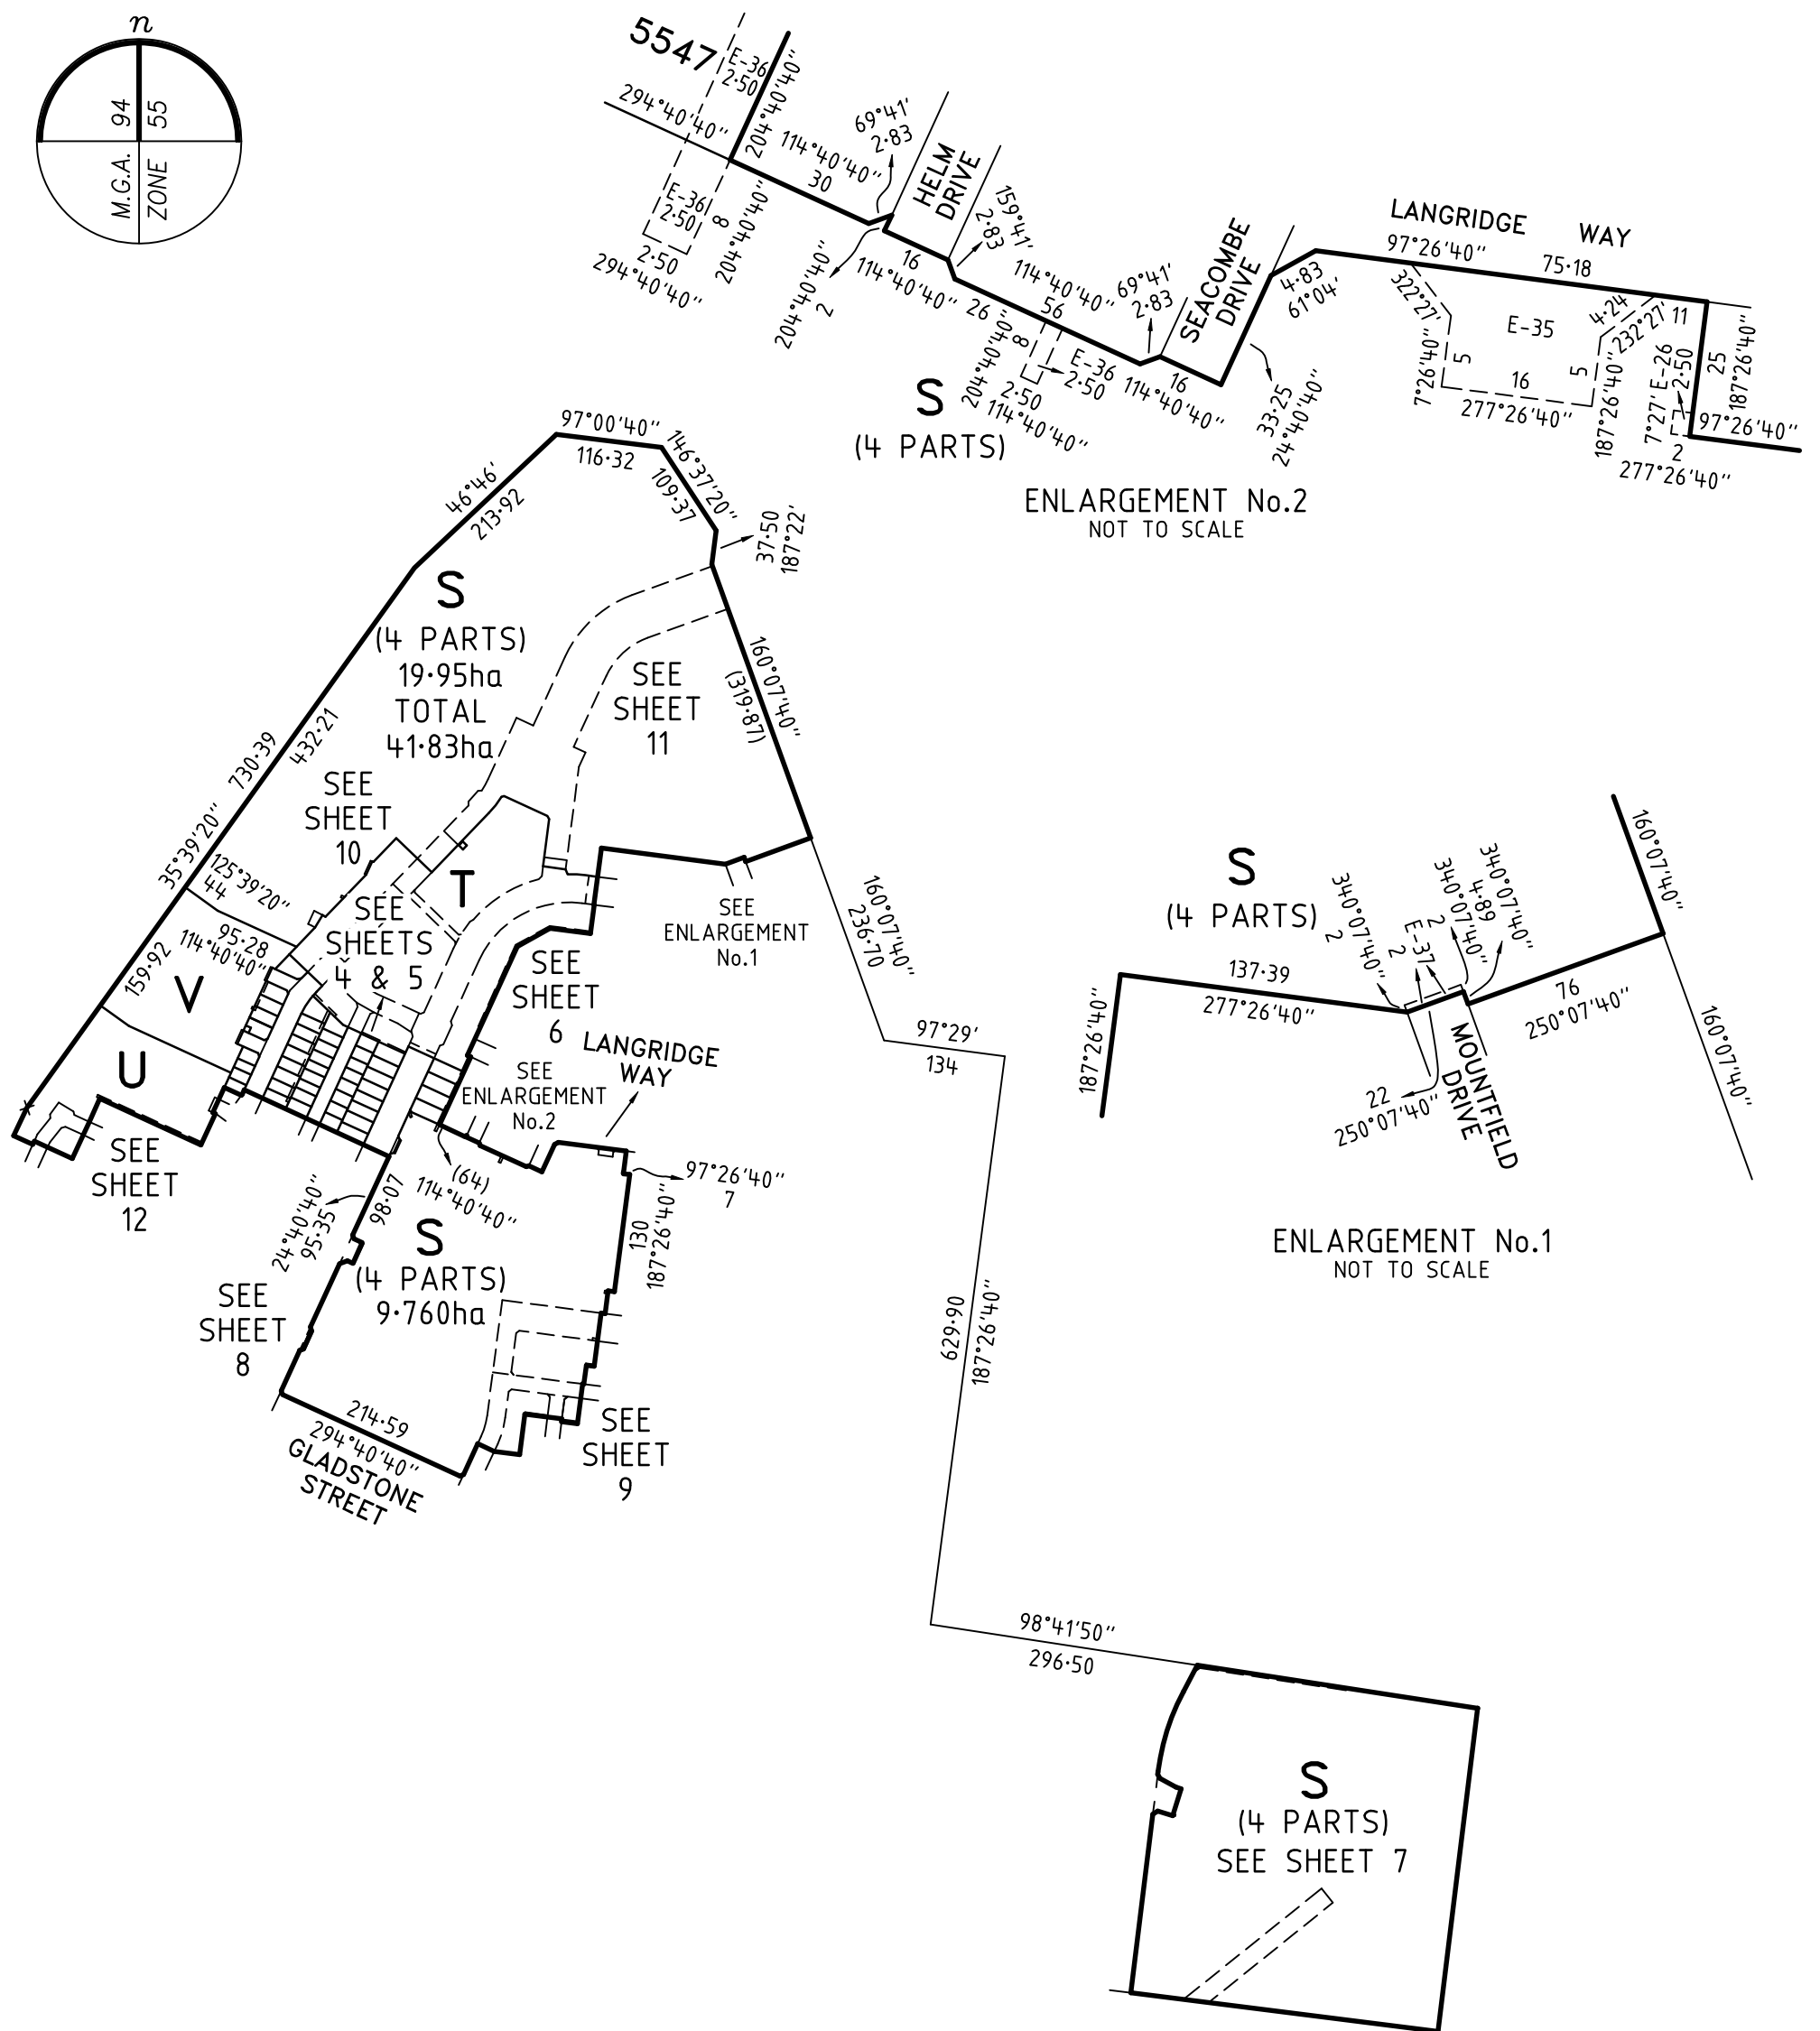 n
M.G.A. 94
ZONE 55
5547
E-36
2·50
204°40'40"
294°40'40"
114°40'40"
30
69°41'
2·83
HELM
DRIVE
E-36
2·50
8
204°40'40"
2·50
294°40'40"
204°40'40"
2
16
114°40'40"
159°41'
2·83
114°40'40"
56
26
69°41'
2·83
SEACOMBE
DRIVE
204°40'40"
8
2·50
114°40'40"
E-36
2·50
16
114°40'40"
4·83
61°04'
33·25
24°40'40"
LANGRIDGE WAY
97°26'40"
75·18
322°27'
E-35
4·24
232°27'
11
7°26'40"
5
16
277°26'40"
5
187°26'40"
7°27' E-26
2·50
25
187°26'40"
97°26'40"
2
277°26'40"
S
(4 PARTS)
ENLARGEMENT No.2
NOT TO SCALE
97°00'40"
116·32
146°37'20"
109·37
46°46'
213·92
37·50
187°22'
S
(4 PARTS)
19·95ha
TOTAL
41·83ha
SEE
SHEET
11
160°07'40"
(319·87)
730·39
432·21
35°39'20"
SEE
SHEET
10
125°39'20"
44
T
SEE
SHEETS
4 & 5
95·28
114°40'40"
159·92
V
U
SEE
ENLARGEMENT
No.1
160°07'40"
236·70
SEE
SHEET
6
LANGRIDGE
WAY
SEE
ENLARGEMENT
No.2
97°29'
134
SEE
SHEET
12
(64)
114°40'40"
97°26'40"
7
24°40'40"
95·35
98·07
130
187°26'40"
S
(4 PARTS)
9·760ha
SEE
SHEET
8
214·59
294°40'40"
GLADSTONE
STREET
SEE
SHEET
9
629·90
187°26'40"
S
(4 PARTS)
340°07'40"
2
E-37
2
340°07'40"
2
340°07'40"
4·89
160°07'40"
137·39
277°26'40"
187°26'40"
76
250°07'40"
160°07'40"
22
250°07'40"
MOUNTFIELD
DRIVE
ENLARGEMENT No.1
NOT TO SCALE
98°41'50"
296·50
S
(4 PARTS)
SEE SHEET 7